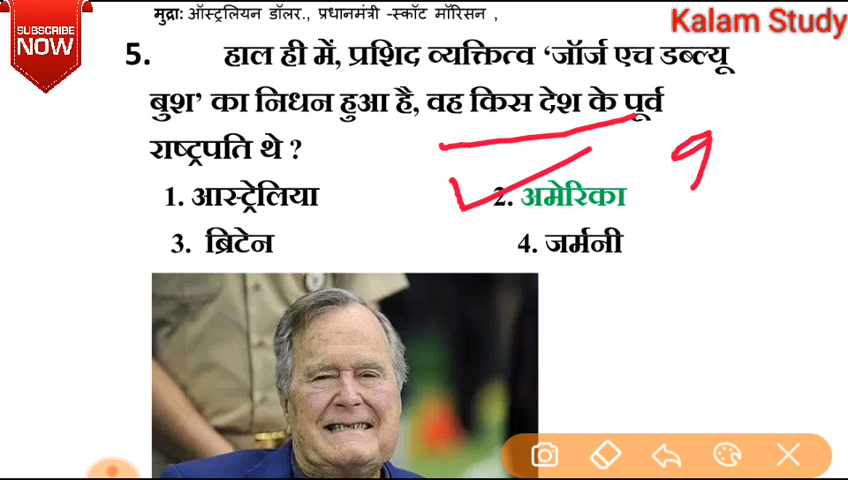 मुद्रा: ऑस्ट्रलियन डॉलर., प्रधानमंत्री -स्कॉट मॉरिसन ,
Kalam Study
SUBSCRIBE
NOW
5. हाल ही में, प्रशिद व्यक्तित्व ‘जॉर्ज एच डब्ल्यू
बुश’ का निधन हुआ है, वह किस देश के पूर्व
राष्ट्रपति थे ?
1. आस्ट्रेलिया 2. अमेरिका
3. ब्रिटेन 4. जर्मनी